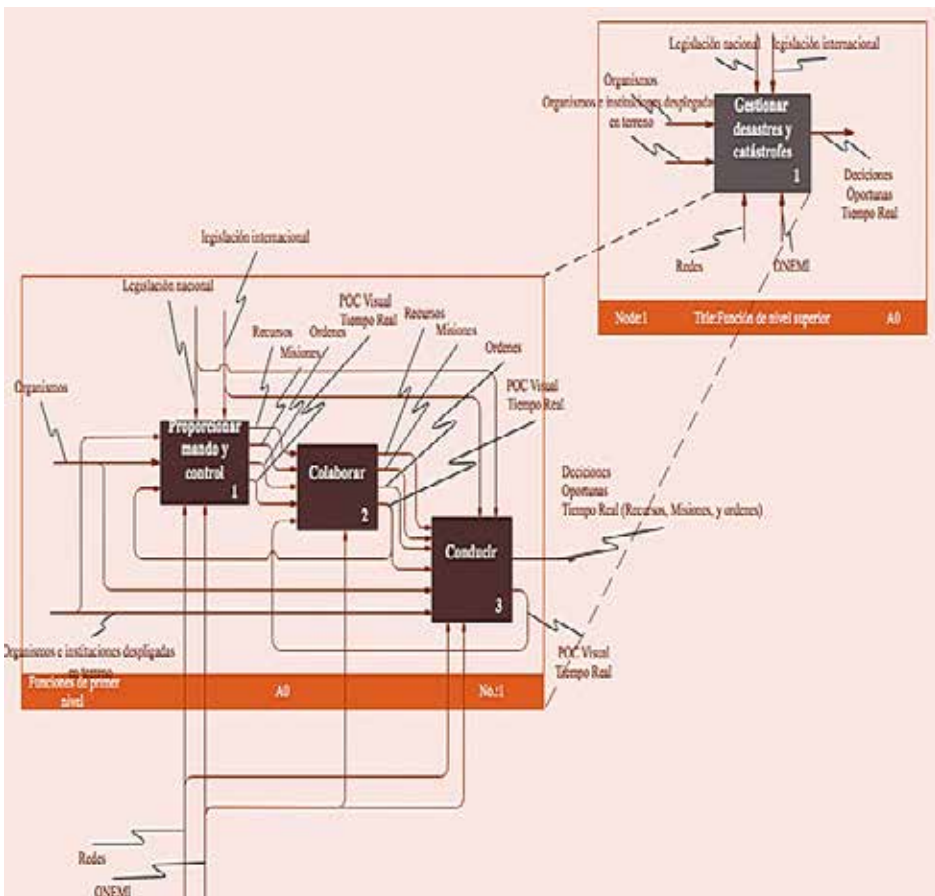 Legislación nacional
legislación internacional
Organismos
Organismos e instituciones desplegadas
en terreno
Gestionar
desastres y
catástrofes
1
Deciciones
Oportunas
Tiempo Real
Redes
ONEMI
Node:1
Title:Función de nivel superior
A0
legislación internacional
Legislación nacional
Organismos
Recursos
Misiones
Ordenes
POC Visual
Tiempo Real
Recursos
Misiones
Ordenes
POC Visual
Tiempo Real
Proporcionar
mando y
control
1
Colaborar
2
Conducir
3
Deciciones
Oportunas
Tiempo Real (Recursos, Misiones, y ordenes)
POC Visual
Tiempo Real
Organismos e instituciones despligadas
en terreno
Funciones de primer
nivel
A0
No.:1
Redes
ONEMI